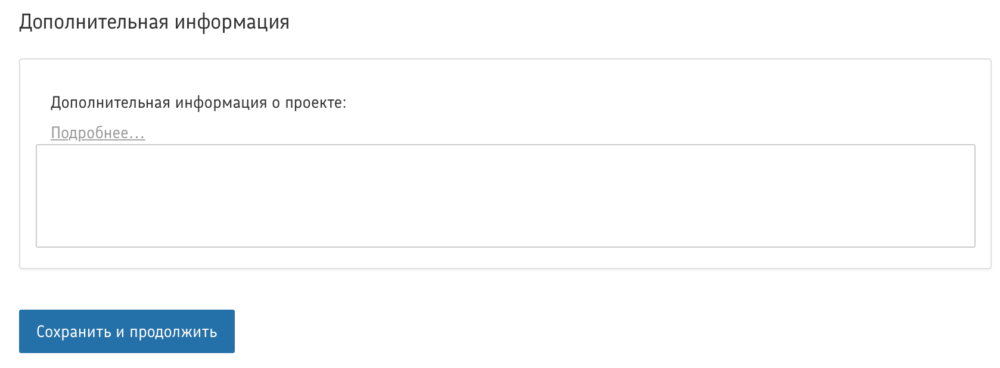 Дополнительная информация
Дополнительная информация о проекте:
Подробнее...
Сохранить и продолжить